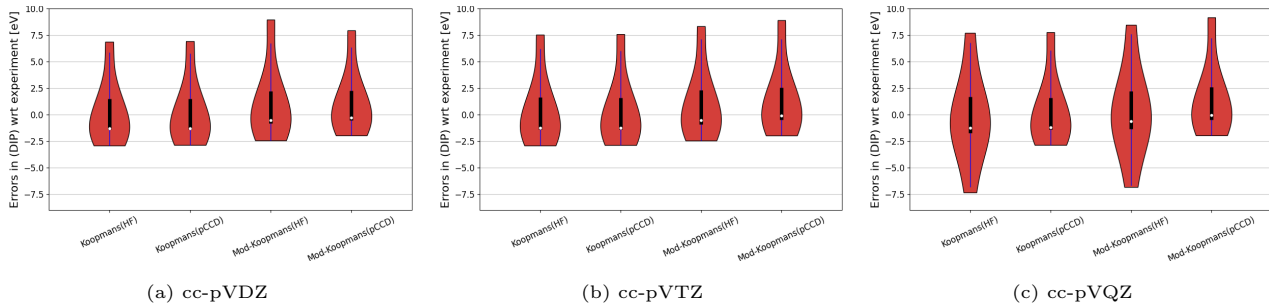 Errors in (DIP) wrt experiment [eV]
10.0
7.5
5.0
2.5
0.0
−2.5
−5.0
−7.5
Koopmans(HF)
Koopmans(pCCD)
Mod-Koopmans(HF)
Mod-Koopmans(pCCD)
(a) cc-pVDZ
Errors in (DIP) wrt experiment [eV]
10.0
7.5
5.0
2.5
0.0
−2.5
−5.0
−7.5
Koopmans(HF)
Koopmans(pCCD)
Mod-Koopmans(HF)
Mod-Koopmans(pCCD)
(b) cc-pVTZ
Errors in (DIP) wrt experiment [eV]
10.0
7.5
5.0
2.5
0.0
−2.5
−5.0
−7.5
Koopmans(HF)
Koopmans(pCCD)
Mod-Koopmans(HF)
Mod-Koopmans(pCCD)
(c) cc-pVQZ